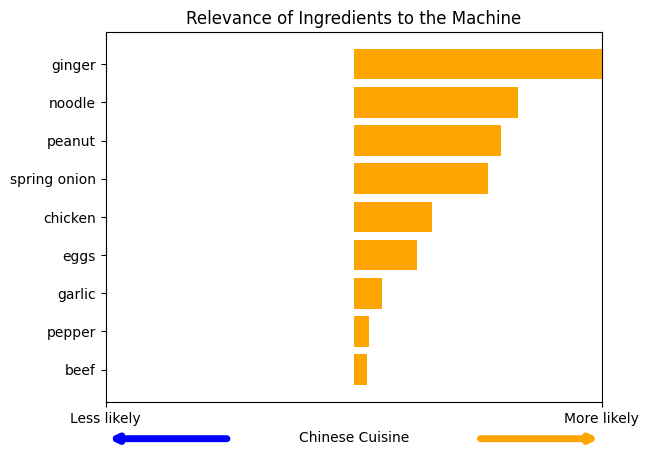 Relevance of Ingredients to the Machine
ginger
noodle
peanut
spring onion
chicken
eggs
garlic
pepper
beef
Less likely More likely
Chinese Cuisine